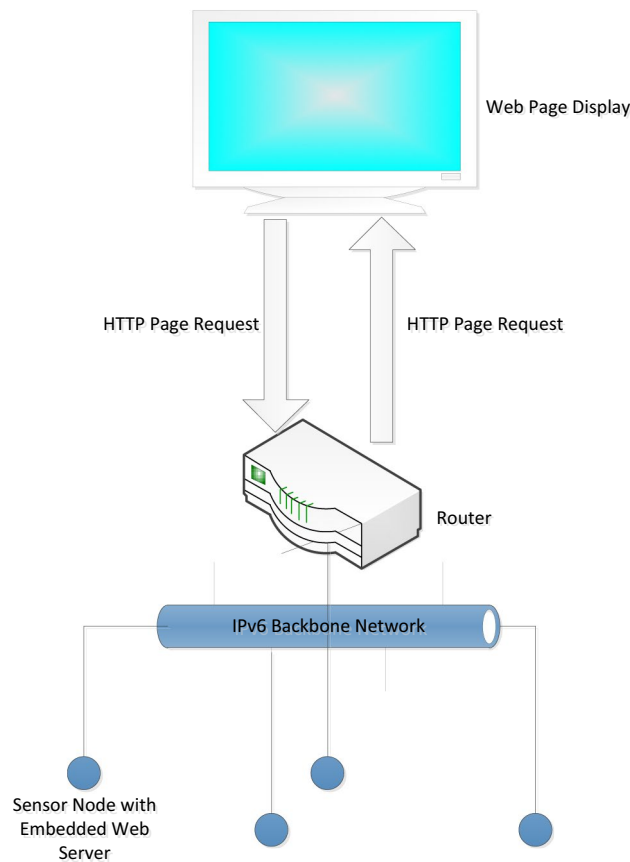 Web Page Display
HTTP Page Request
HTTP Page Request
Router
IPv6 Backbone Network
Sensor Node with
Embedded Web
Server